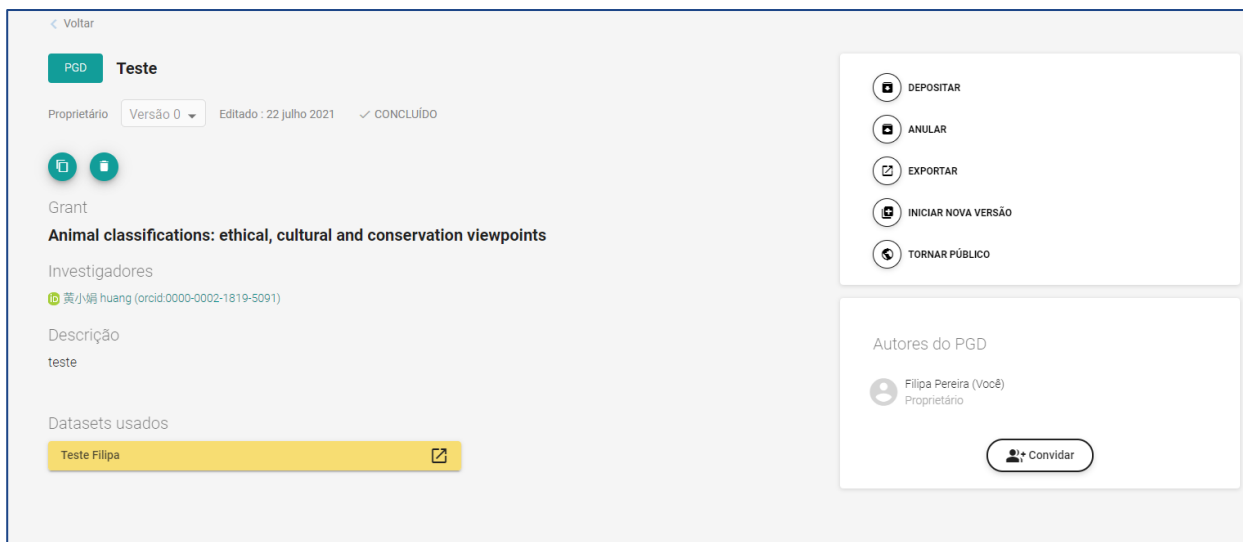 Voltar
PGD Teste
Proprietário Versão 0 Editado : 22 julho 2021 CONCLUÍDO
Grant
Animal classifications: ethical, cultural and conservation viewpoints
Investigadores
iD 黃小娟 huang (orcid:0000-0002-1819-5091)
Descrição
teste
Datasets usados
Teste Filipa
DEPOSITAR
ANULAR
EXPORTAR
INICIAR NOVA VERSÃO
TORNAR PÚBLICO
Autores do PGD
Filipa Pereira (Você)
Proprietário
Convidar